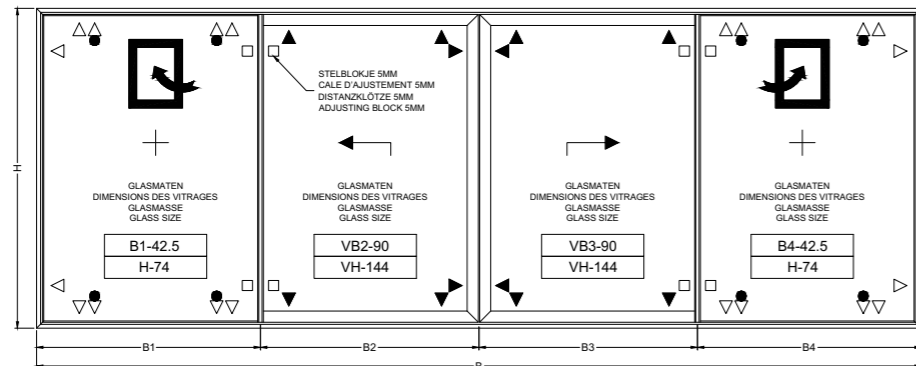 STELBLOKJE 5MM
CALE D'AJUSTEMENT 5MM
DISTANZKLÖTZE 5MM
ADJUSTING BLOCK 5MM
H
GLASMATEN
DIMENSIONS DES VITRAGES
GLASMASSE
GLASS SIZE
B1-42.5
H-74
GLASMATEN
DIMENSIONS DES VITRAGES
GLASMASSE
GLASS SIZE
VB2-90
VH-144
GLASMATEN
DIMENSIONS DES VITRAGES
GLASMASSE
GLASS SIZE
VB3-90
VH-144
GLASMATEN
DIMENSIONS DES VITRAGES
GLASMASSE
GLASS SIZE
B4-42.5
H-74
B1
B2
B3
B4